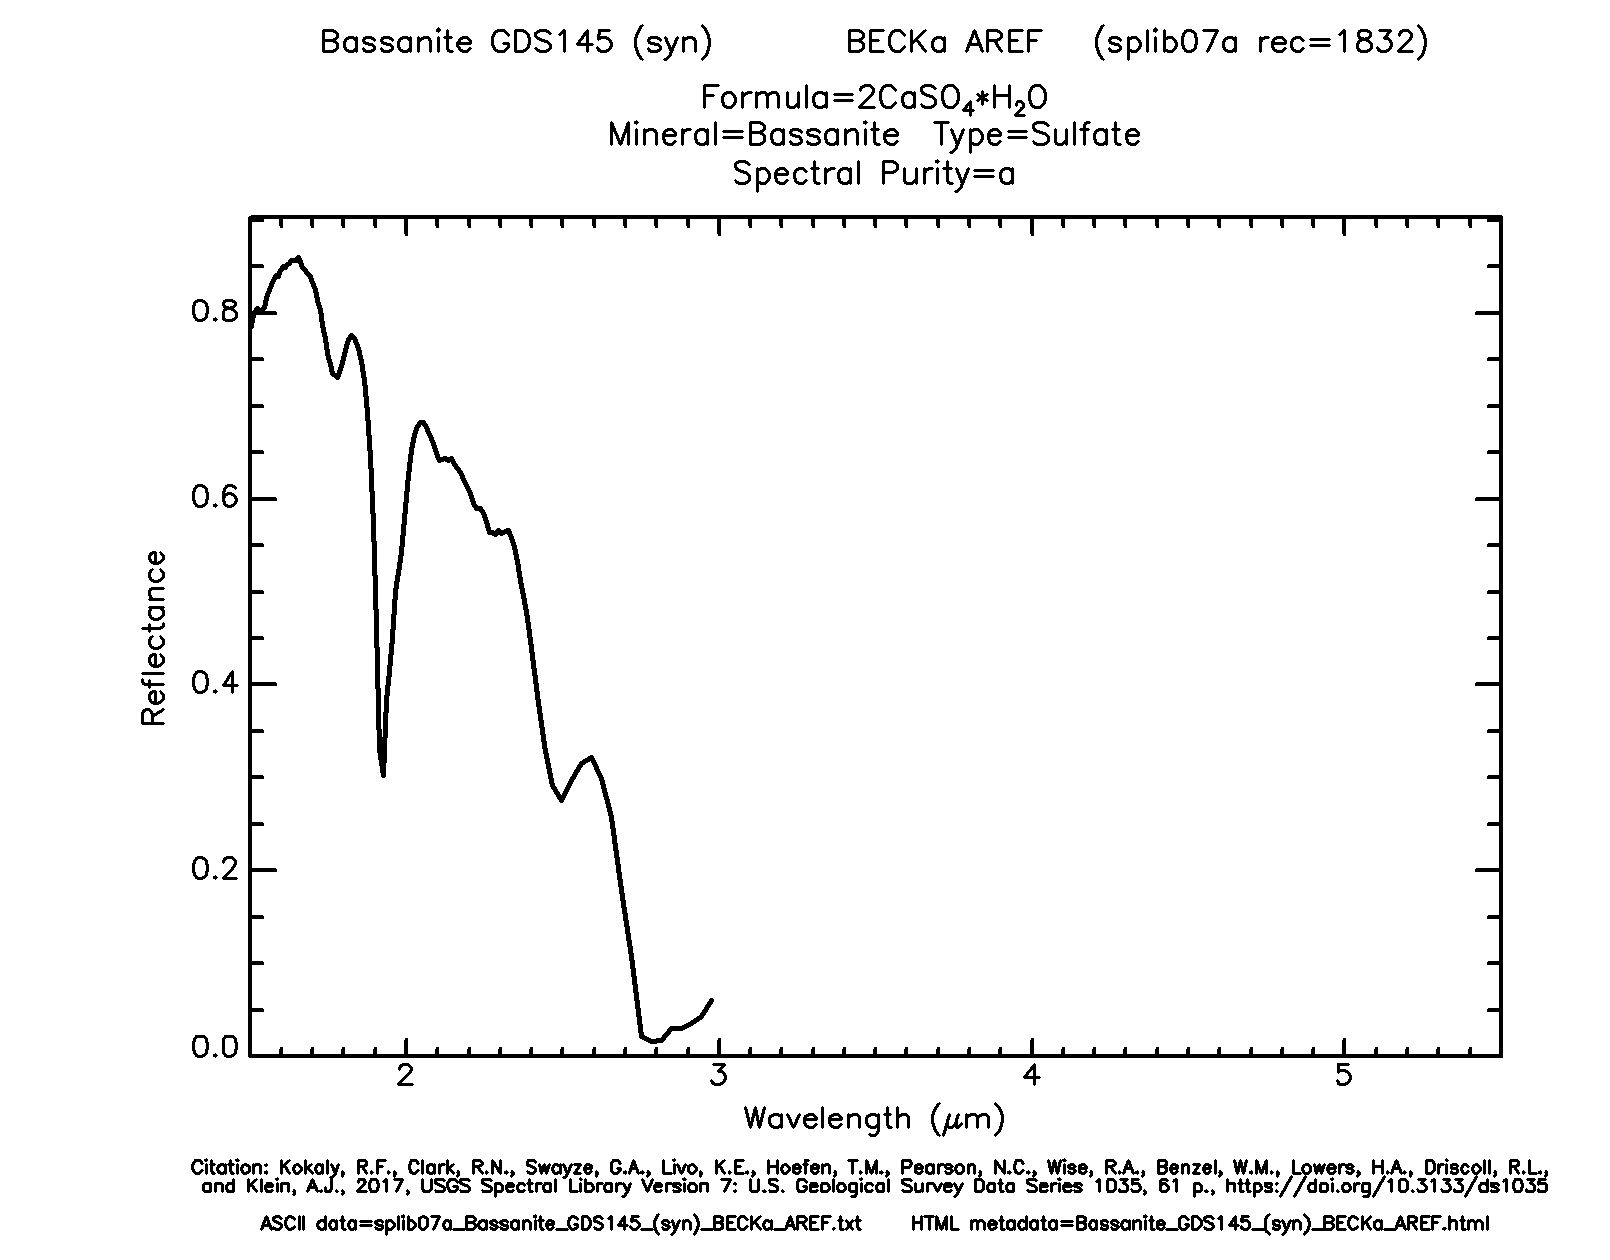 Bassanite GDS145 (syn) BECKa AREF (splib07a rec=1832)
Formula=2CaSO4*H2O
Mineral=Bassanite Type=Sulfate
Spectral Purity=a
0.8
0.6
0.4
0.2
0.0
Reflectance
2 3 4 5
Wavelength (μm)
Citation: Kokaly, R.F., Clark, R.N., Swayze, G.A., Livo, K.E., Hoefen, T.M., Pearson, N.C., Wise, R.A., Benzel, W.M., Lowers, H.A., Driscoll, R.L.,
and Klein, A.J., 2017, USGS Spectral Library Version 7: U.S. Geological Survey Data Series 1035, 61 p., https://doi.org/10.3133/ds1035
ASCII data=splib07a_Bassanite_GDS145_(syn)_BECKa_AREF.txt HTML metadata=Bassanite_GDS145_(syn)_BECKa_AREF.html